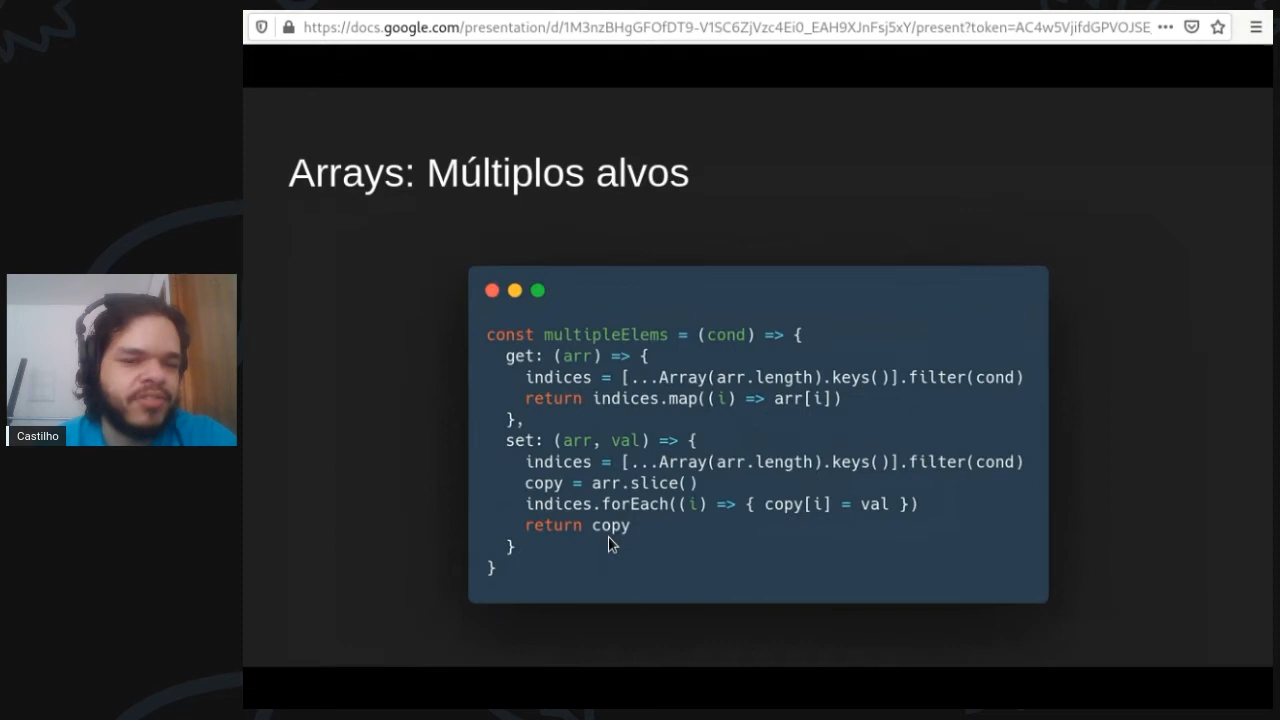 https://docs.google.com/presentation/d/1M3nzBHgGFOfDT9-V1SC6ZjVzc4Ei0_EAH9XJnFsj5xY/present?token=AC4w5VjifdGPVOJSE
Arrays: Múltiplos alvos
const multipleElems = (cond) => {
  get: (arr) => {
    indices = [...Array(arr.length).keys()].filter(cond)
    return indices.map((i) => arr[i])
  },
  set: (arr, val) => {
    indices = [...Array(arr.length).keys()].filter(cond)
    copy = arr.slice()
    indices.forEach((i) => { copy[i] = val })
    return copy
  }
}
Castilho